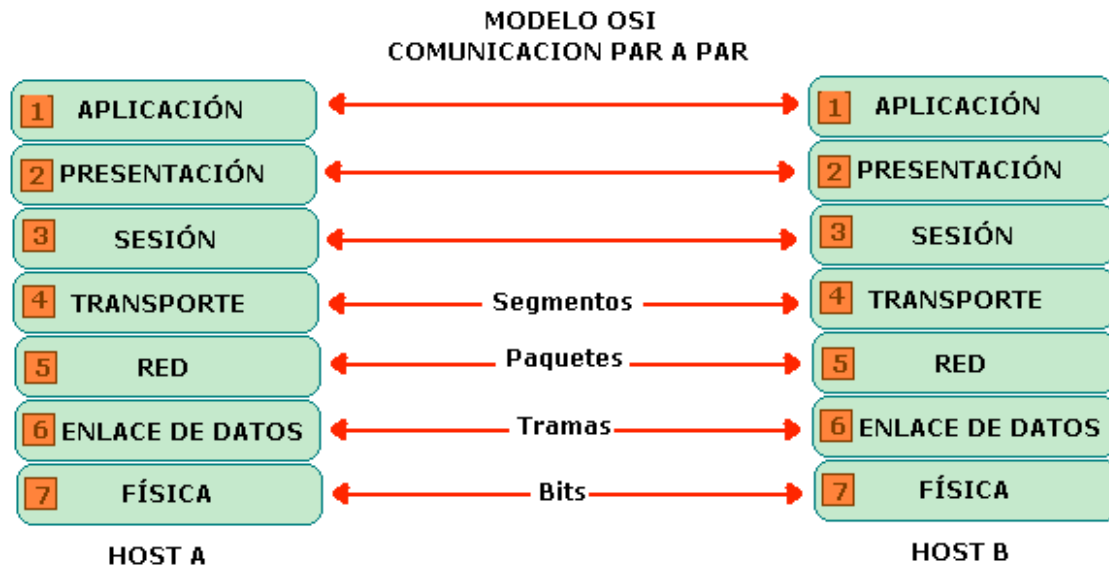 MODELO OSI
COMUNICACION PAR A PAR
1 APLICACIÓN 1 APLICACIÓN
2 PRESENTACIÓN 2 PRESENTACIÓN
3 SESIÓN 3 SESIÓN
4 TRANSPORTE Segmentos 4 TRANSPORTE
5 RED Paquetes 5 RED
6 ENLACE DE DATOS Tramas 6 ENLACE DE DATOS
7 FÍSICA Bits 7 FÍSICA
HOST A HOST B